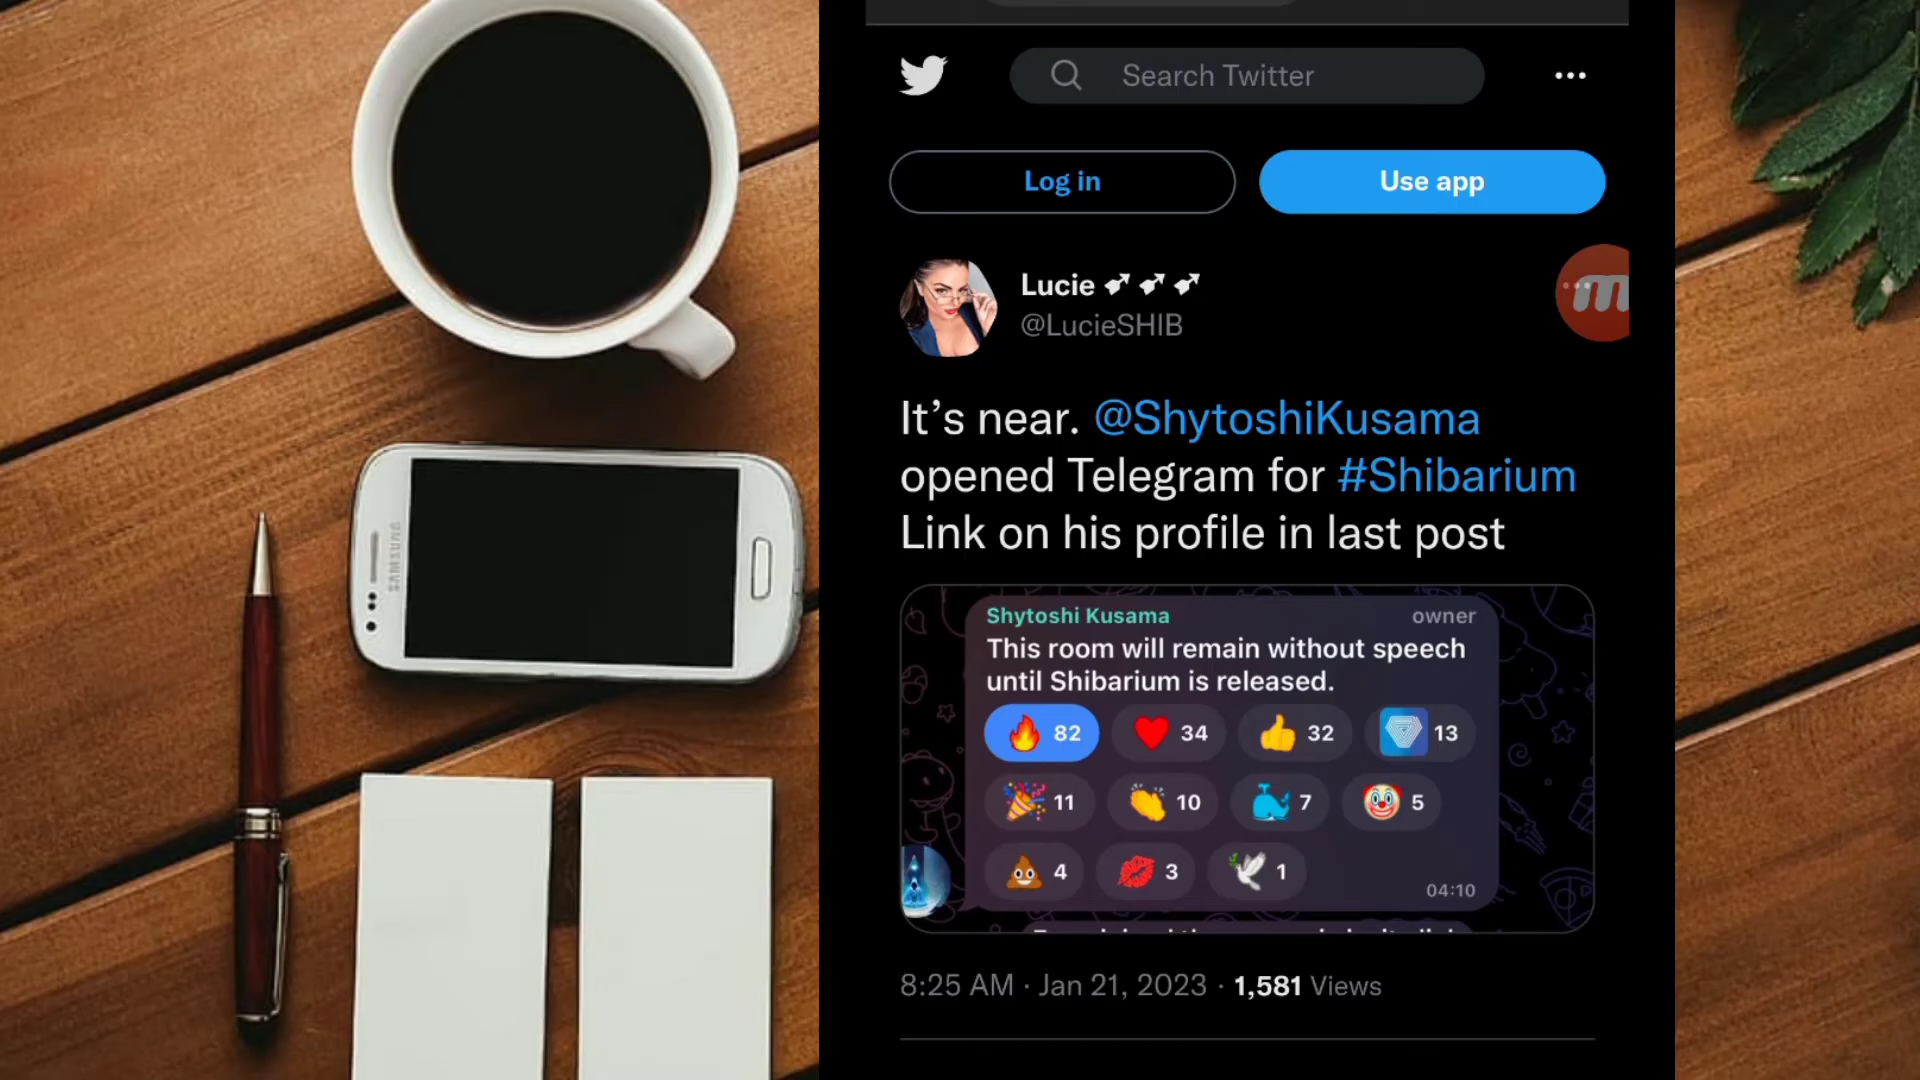 Search Twitter
Log in
Use app
Lucie
@LucieSHIB
m
It’s near. @ShytoshiKusama
opened Telegram for #Shibarium
Link on his profile in last post
Shytoshi Kusama owner
This room will remain without speech
until Shibarium is released.
82 34 32 13
11 10 7 5
4 3 1
04:10
8:25 AM · Jan 21, 2023 · 1,581 Views
SAMSUNG